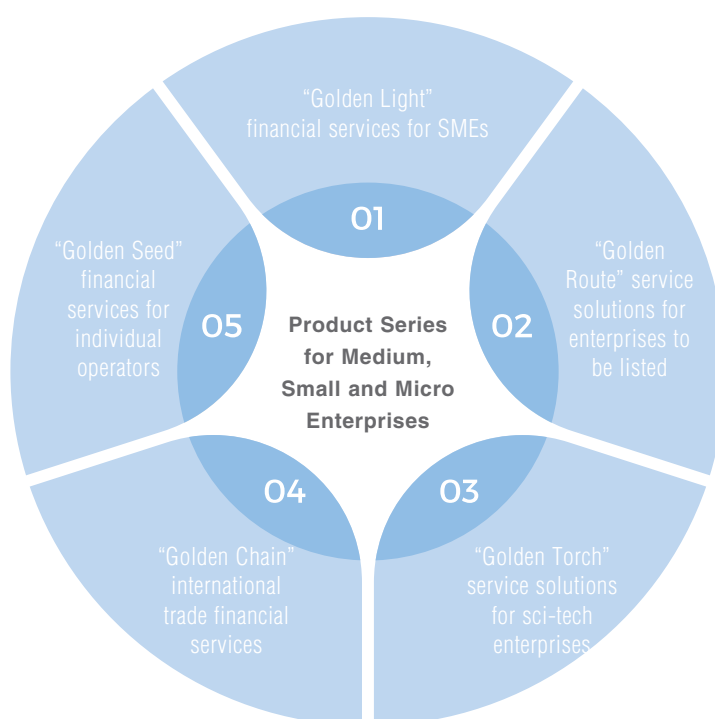 “Golden Light”
financial services for SMEs
01
“Golden
Route” service
solutions for
enterprises to
be listed
02
“Golden Torch”
service solutions
for sci-tech
enterprises
03
“Golden Chain”
international
trade financial
services
04
“Golden Seed”
financial
services for
individual
operators
05
Product Series
for Medium,
Small and Micro
Enterprises